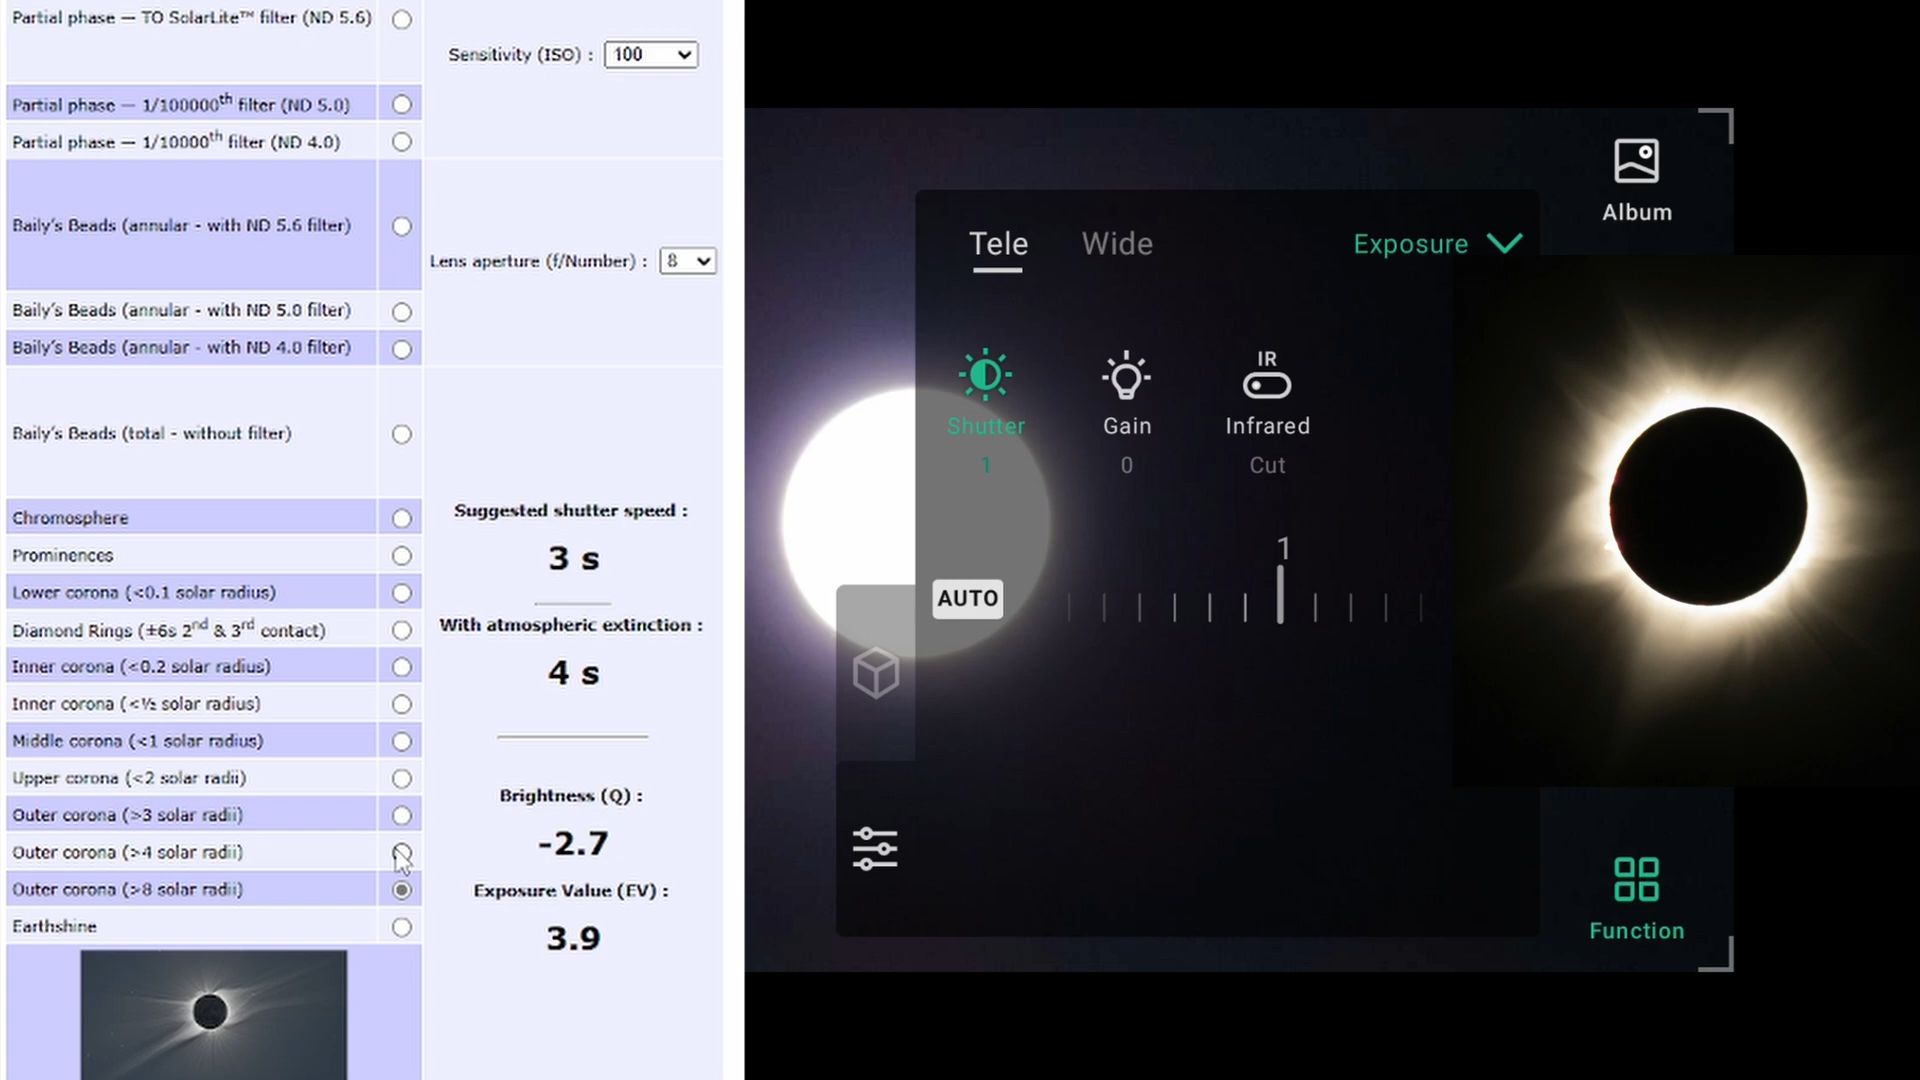 Partial phase — TO SolarLite™ filter (ND 5.6)
Sensitivity (ISO) : 100
Partial phase — 1/100000th filter (ND 5.0)
Partial phase — 1/10000th filter (ND 4.0)
Baily's Beads (annular - with ND 5.6 filter)
Lens aperture (f/Number) : 8
Baily's Beads (annular - with ND 5.0 filter)
Baily's Beads (annular - with ND 4.0 filter)
Baily's Beads (total - without filter)
Chromosphere
Prominences
Lower corona (<0.1 solar radius)
Diamond Rings (±6s 2nd & 3rd contact)
Inner corona (<0.2 solar radius)
Inner corona (<½ solar radius)
Middle corona (<1 solar radius)
Upper corona (<2 solar radii)
Outer corona (>3 solar radii)
Outer corona (>4 solar radii)
Outer corona (>8 solar radii)
Earthshine
Suggested shutter speed :
3 s
With atmospheric extinction :
4 s
Brightness (Q) :
-2.7
Exposure Value (EV) :
3.9
Album
Tele Wide Exposure
IR
Shutter Gain Infrared
1 0 Cut
1
AUTO
Function